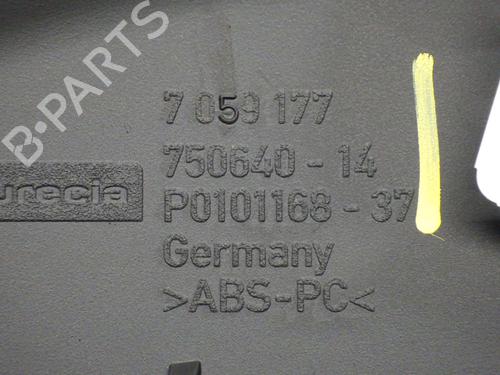 B-PARTS
7 059 177
750640-14
urecia
P0101168-37
Germany
>ABS-PC<